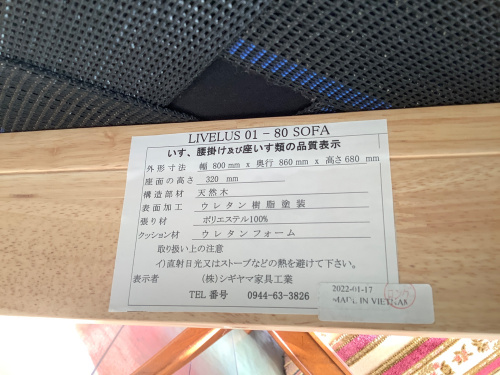 LIVELUS 01 - 80 SOFA
いす、腰掛け及び座いす類の品質表示
外形寸法 幅 800 mm x 奥行 860 mm x 高さ 680 mm
座面の高さ 320 mm
構造部材 天然木
表面加工 ウレタン樹脂塗装
張り材 ポリエステル100%
クッション材 ウレタンフォーム
取り扱い上の注意
イ)直射日光又はストーブなどの熱を避けて下さい。
表示者 (株)シギヤマ家具工業
TEL 番号 0944-63-3826
2022-01-17
MADE IN VIETNAM